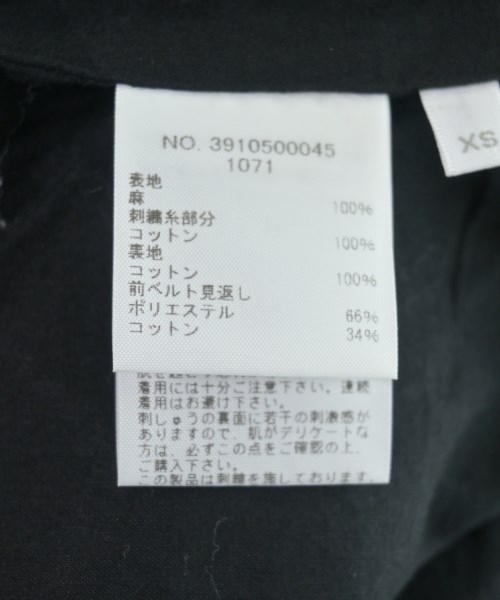 NO. 3910500045
1071
表地
麻 100%
刺繍糸部分
コットン 100%
裏地
コットン 100%
前ベルト見返し
ポリエステル 66%
コットン 34%
着用には十分ご注意下さい。連続
着用はお避け下さい。
刺しゅうの裏面に若干の刺激感が
ありますので、肌がデリケートな
方は、必ずこの点をご確認の上、
ご購入下さい。
この製品は刺繍を施しております
XS